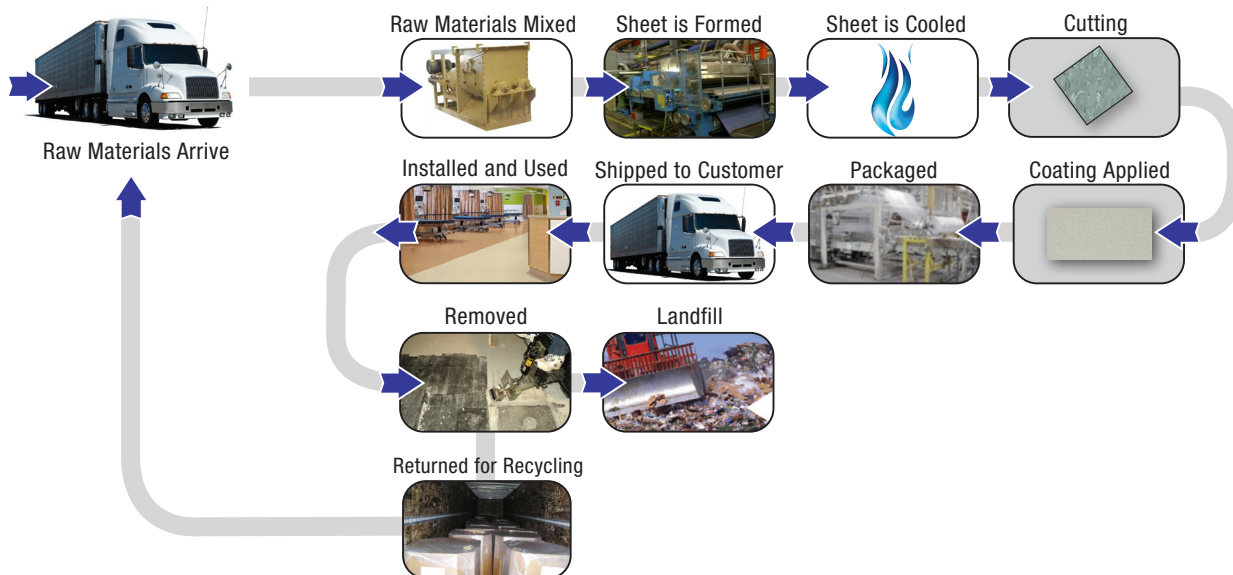 Raw Materials Mixed
Sheet is Formed
Sheet is Cooled
Cutting
Raw Materials Arrive
Installed and Used
Shipped to Customer
Packaged
Coating Applied
Removed
Landfill
Returned for Recycling